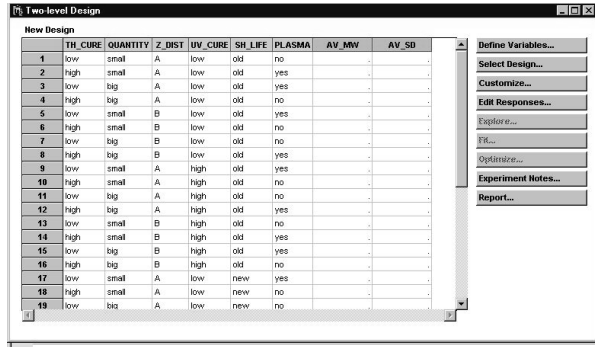 Two-level Design
New Design
TH_CURE QUANTITY Z_DIST UV_CURE SH_LIFE PLASMA AV_MW AV_SD
1 low small A low old no . .
2 high small A low old yes . .
3 low big A low old yes . .
4 high big A low old no . .
5 low small B low old yes . .
6 high small B low old no . .
7 low big B low old no . .
8 high big B low old yes . .
9 low small A high old yes . .
10 high small A high old no . .
11 low big A high old no . .
12 high big A high old yes . .
13 low small B high old no . .
14 high small B high old yes . .
15 low big B high old yes . .
16 high big B high old no . .
17 low small A low new yes . .
18 high small A low new no . .
19 low big A low new no . .
Define Variables...
Select Design...
Customize...
Edit Responses...
Explore...
Fit...
Optimize...
Experiment Notes...
Report...